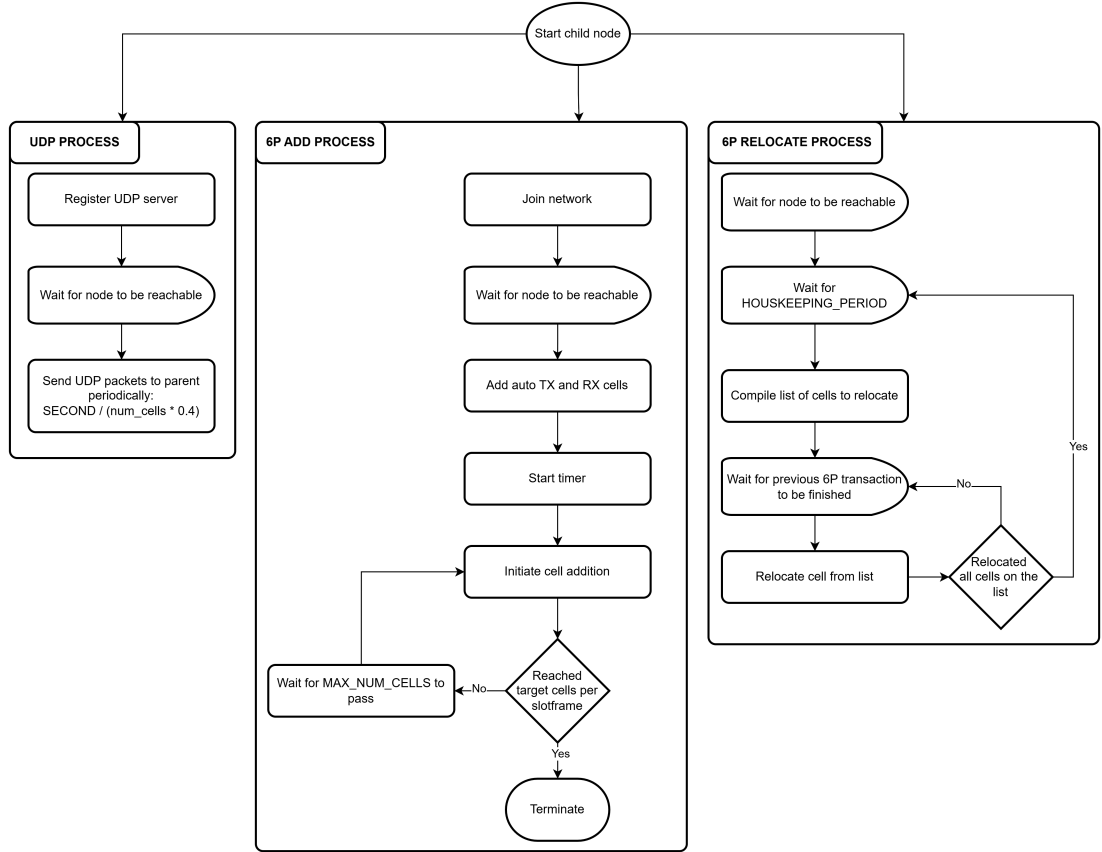 Start child node
UDP PROCESS
Register UDP server
Wait for node to be reachable
Send UDP packets to parent
periodically:
SECOND / (num_cells * 0.4)
6P ADD PROCESS
Join network
Wait for node to be reachable
Add auto TX and RX cells
Start timer
Initiate cell addition
Reached
target cells per
slotframe
No
Wait for MAX_NUM_CELLS to
pass
Yes
Terminate
6P RELOCATE PROCESS
Wait for node to be reachable
Wait for
HOUSKEEPING_PERIOD
Compile list of cells to relocate
Wait for previous 6P transaction
to be finished
Relocate cell from list
Relocated
all cells on the
list
No
Yes